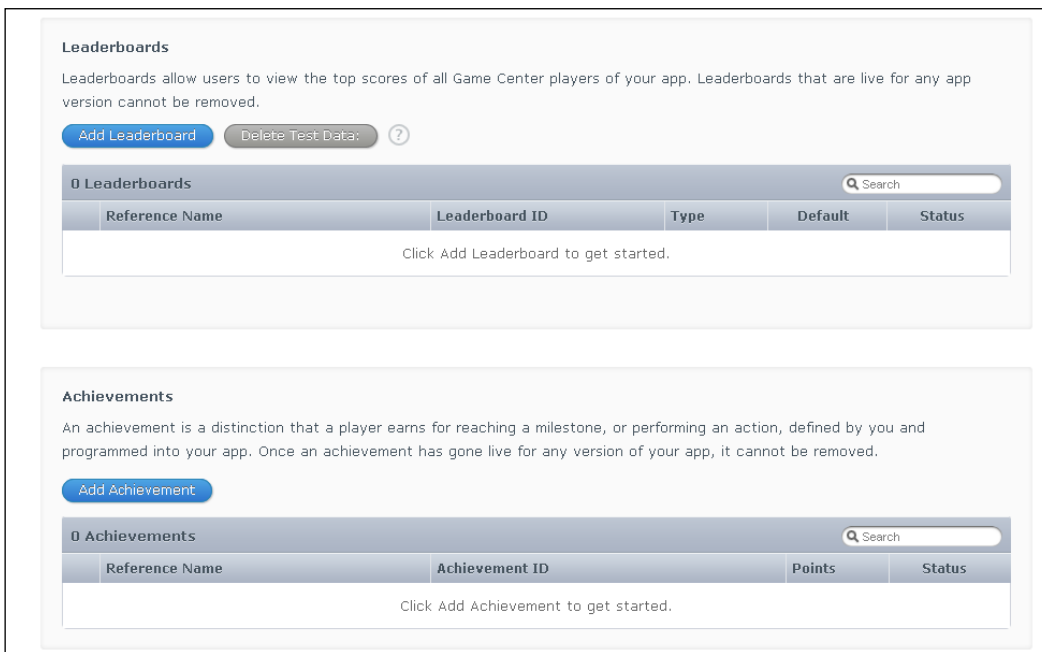 Leaderboards
Leaderboards allow users to view the top scores of all Game Center players of your app. Leaderboards that are live for any app
version cannot be removed.
Add Leaderboard Delete Test Data: ?
0 Leaderboards Search
Reference Name Leaderboard ID Type Default Status
Click Add Leaderboard to get started.
Achievements
An achievement is a distinction that a player earns for reaching a milestone, or performing an action, defined by you and
programmed into your app. Once an achievement has gone live for any version of your app, it cannot be removed.
Add Achievement
0 Achievements Search
Reference Name Achievement ID Points Status
Click Add Achievement to get started.